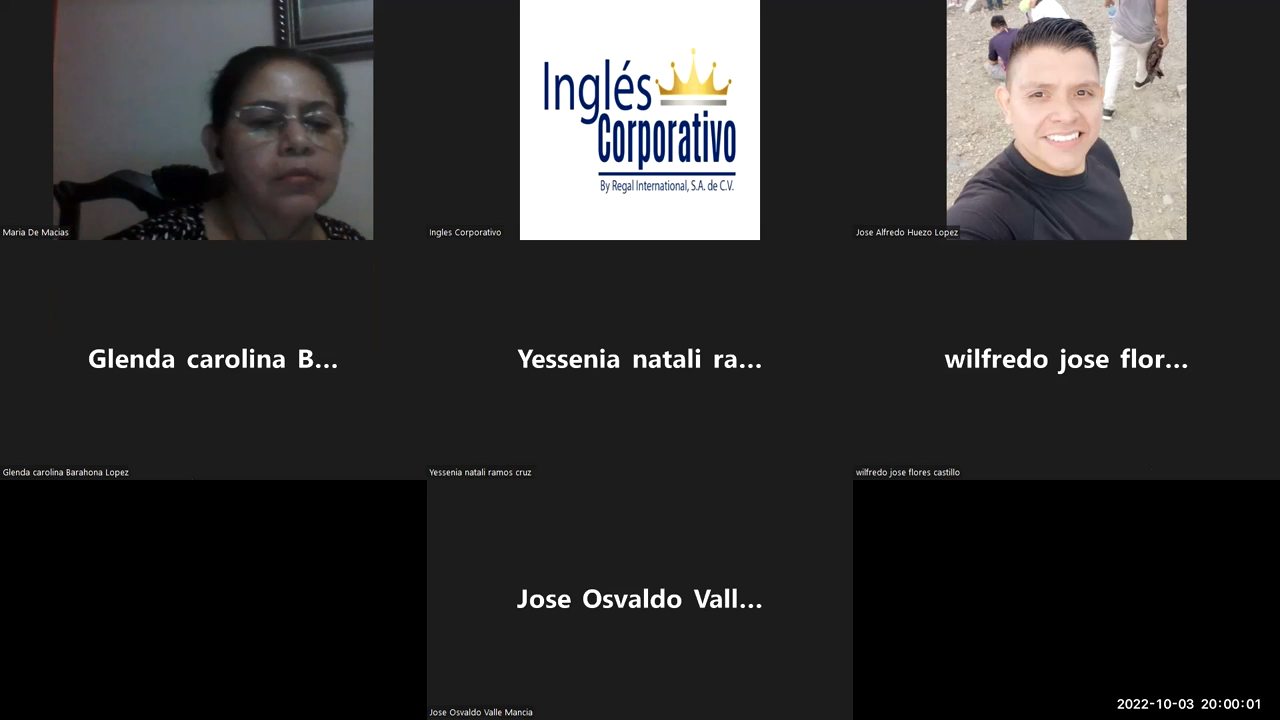 Inglés
Corporativo
By Regal International, S.A. de C.V.
Maria De Macias
Ingles Corporativo
Jose Alfredo Huezo Lopez
Glenda carolina B...
Yessenia natali ra...
wilfredo jose flor...
Glenda carolina Barahona Lopez
Yessenia natali ramos cruz
wilfredo jose flores castillo
Jose Osvaldo Vall...
Jose Osvaldo Valle Mancia
2022-10-03 20:00:01